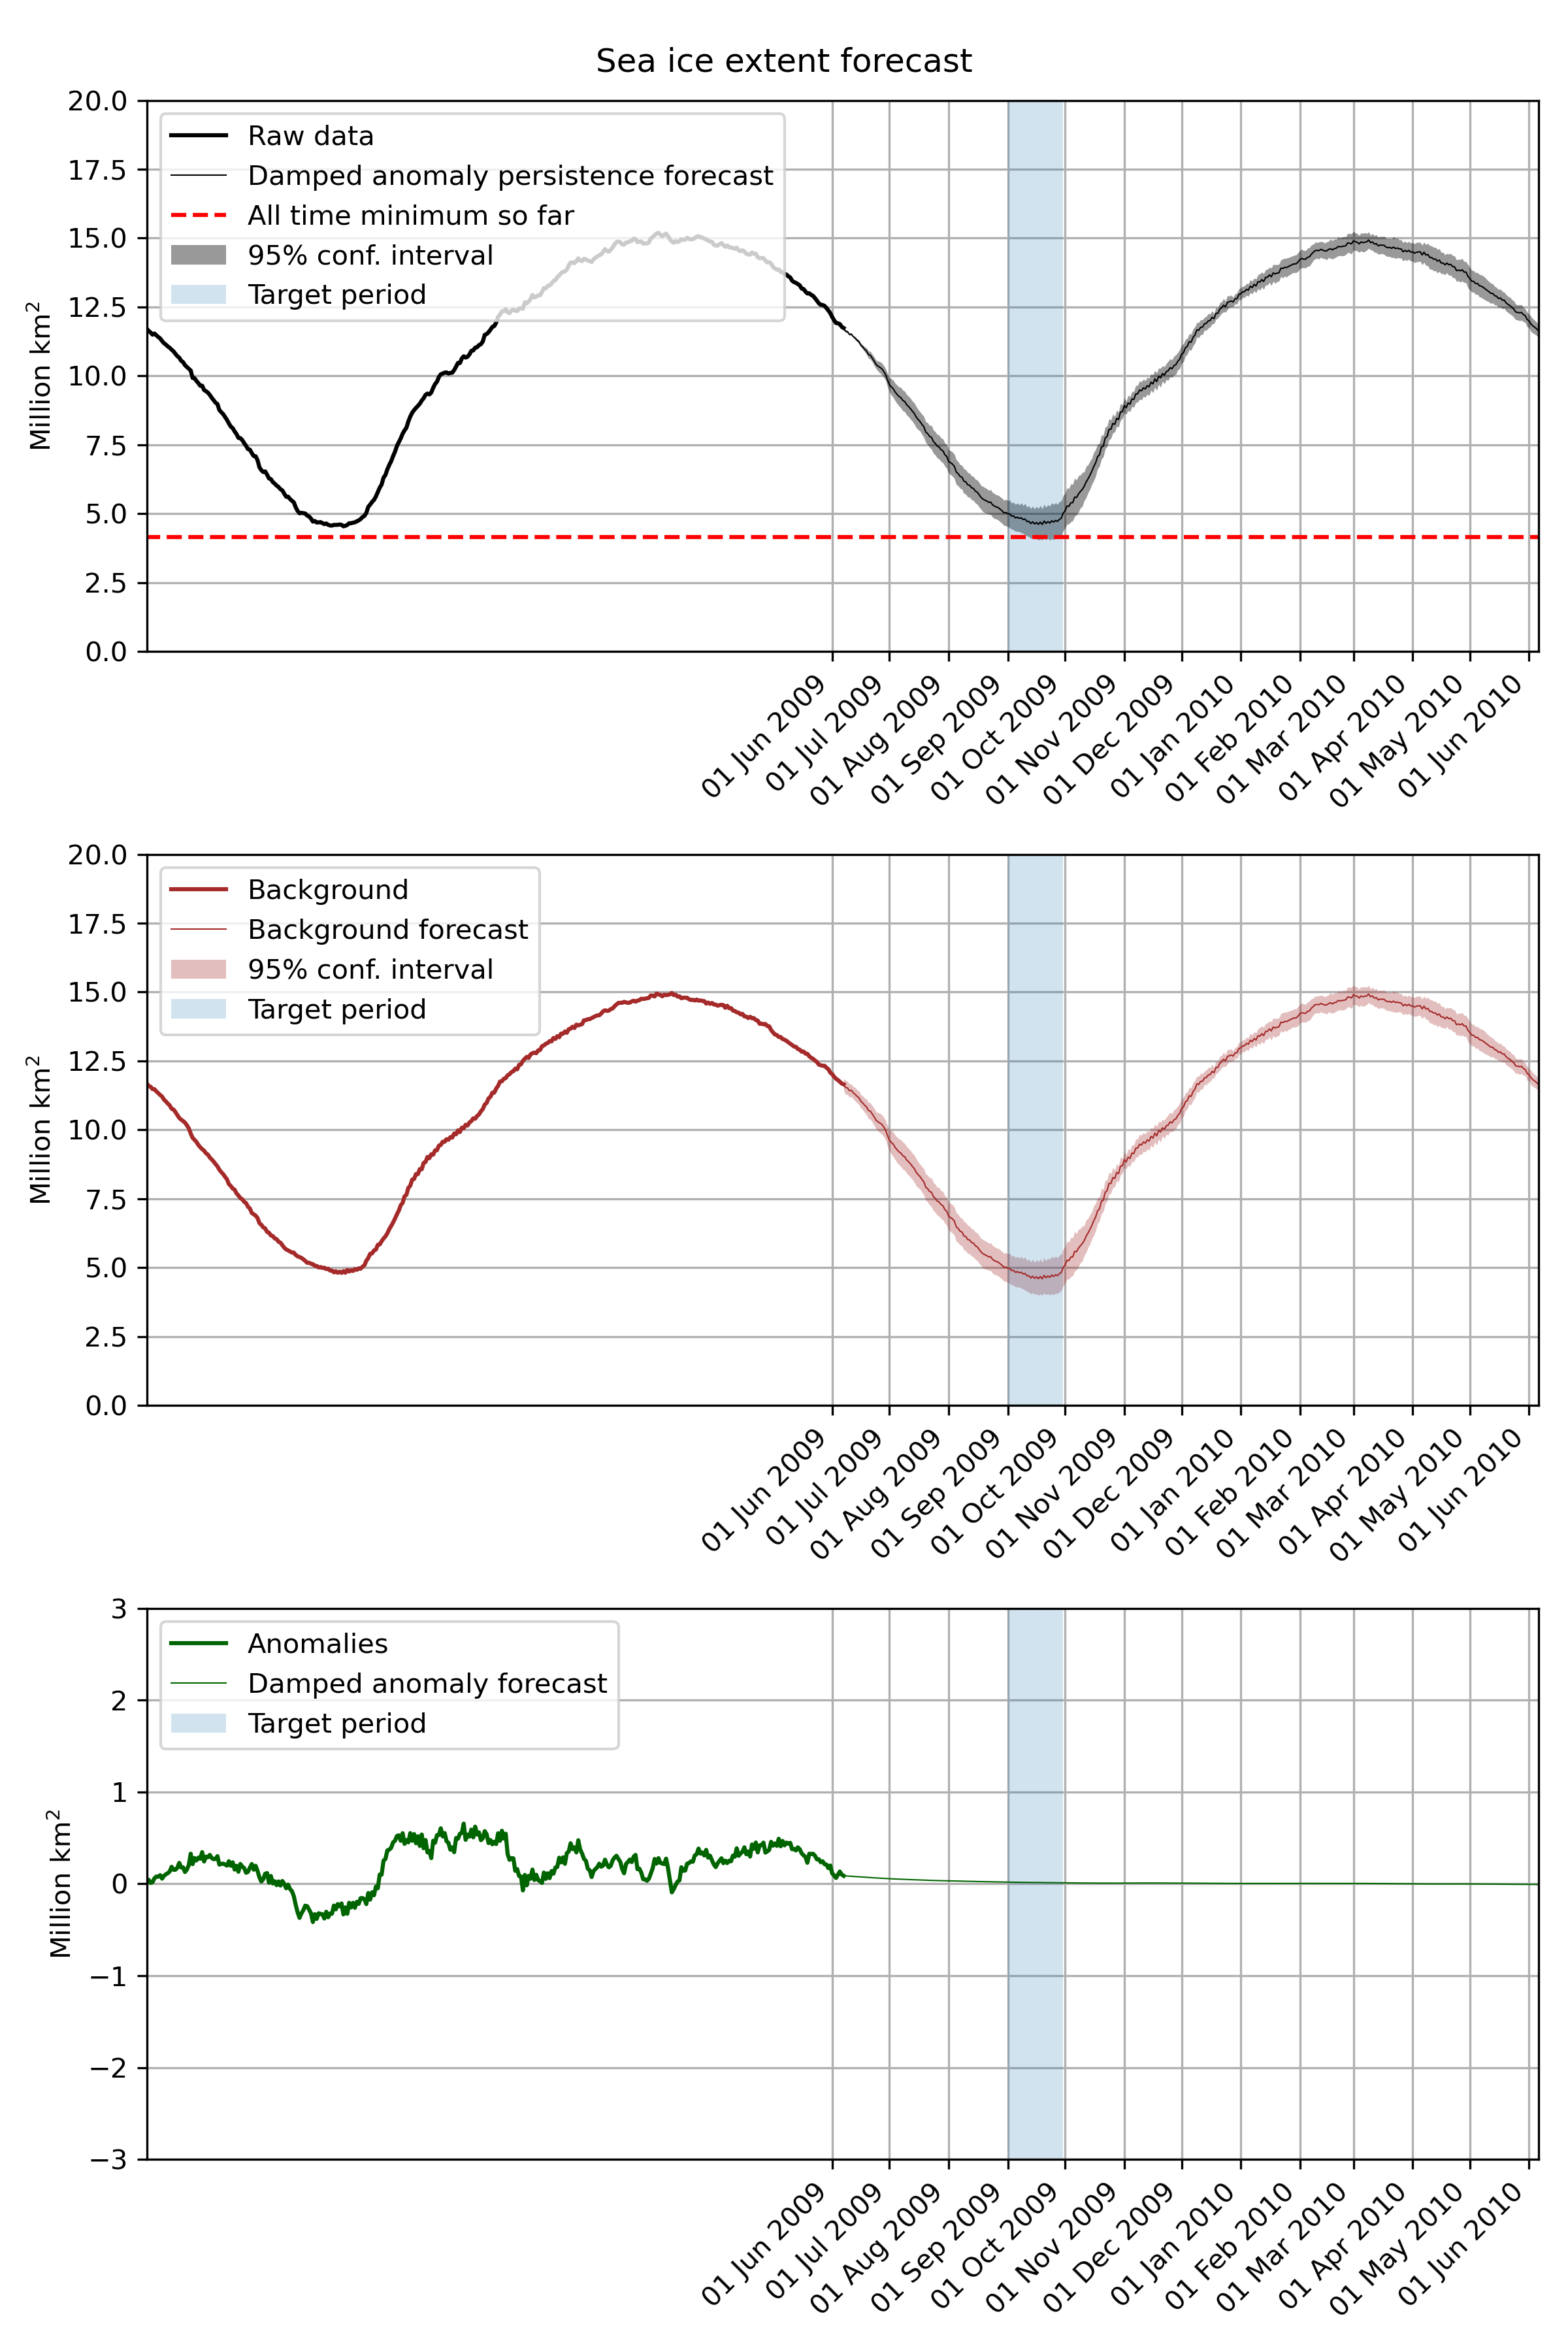 Sea ice extent forecast
20.0
17.5
15.0
12.5
10.0
7.5
5.0
2.5
0.0
Million km²
Raw data
Damped anomaly persistence forecast
All time minimum so far
95% conf. interval
Target period
01 Jun 2009
01 Jul 2009
01 Aug 2009
01 Sep 2009
01 Oct 2009
01 Nov 2009
01 Dec 2009
01 Jan 2010
01 Feb 2010
01 Mar 2010
01 Apr 2010
01 May 2010
01 Jun 2010
20.0
17.5
15.0
12.5
10.0
7.5
5.0
2.5
0.0
Million km²
Background
Background forecast
95% conf. interval
Target period
01 Jun 2009
01 Jul 2009
01 Aug 2009
01 Sep 2009
01 Oct 2009
01 Nov 2009
01 Dec 2009
01 Jan 2010
01 Feb 2010
01 Mar 2010
01 Apr 2010
01 May 2010
01 Jun 2010
3
2
1
0
−1
−2
−3
Million km²
Anomalies
Damped anomaly forecast
Target period
01 Jun 2009
01 Jul 2009
01 Aug 2009
01 Sep 2009
01 Oct 2009
01 Nov 2009
01 Dec 2009
01 Jan 2010
01 Feb 2010
01 Mar 2010
01 Apr 2010
01 May 2010
01 Jun 2010